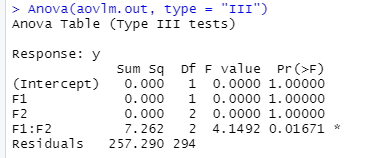 > Anova(aovlm.out, type = "III")
Anova Table (Type III tests)
Response: y
Sum Sq Df F value Pr(>F)
(Intercept) 0.000 1 0.0000 1.00000
F1 0.000 1 0.0000 1.00000
F2 0.000 2 0.0000 1.00000
F1:F2 7.262 2 4.1492 0.01671 *
Residuals 257.290 294